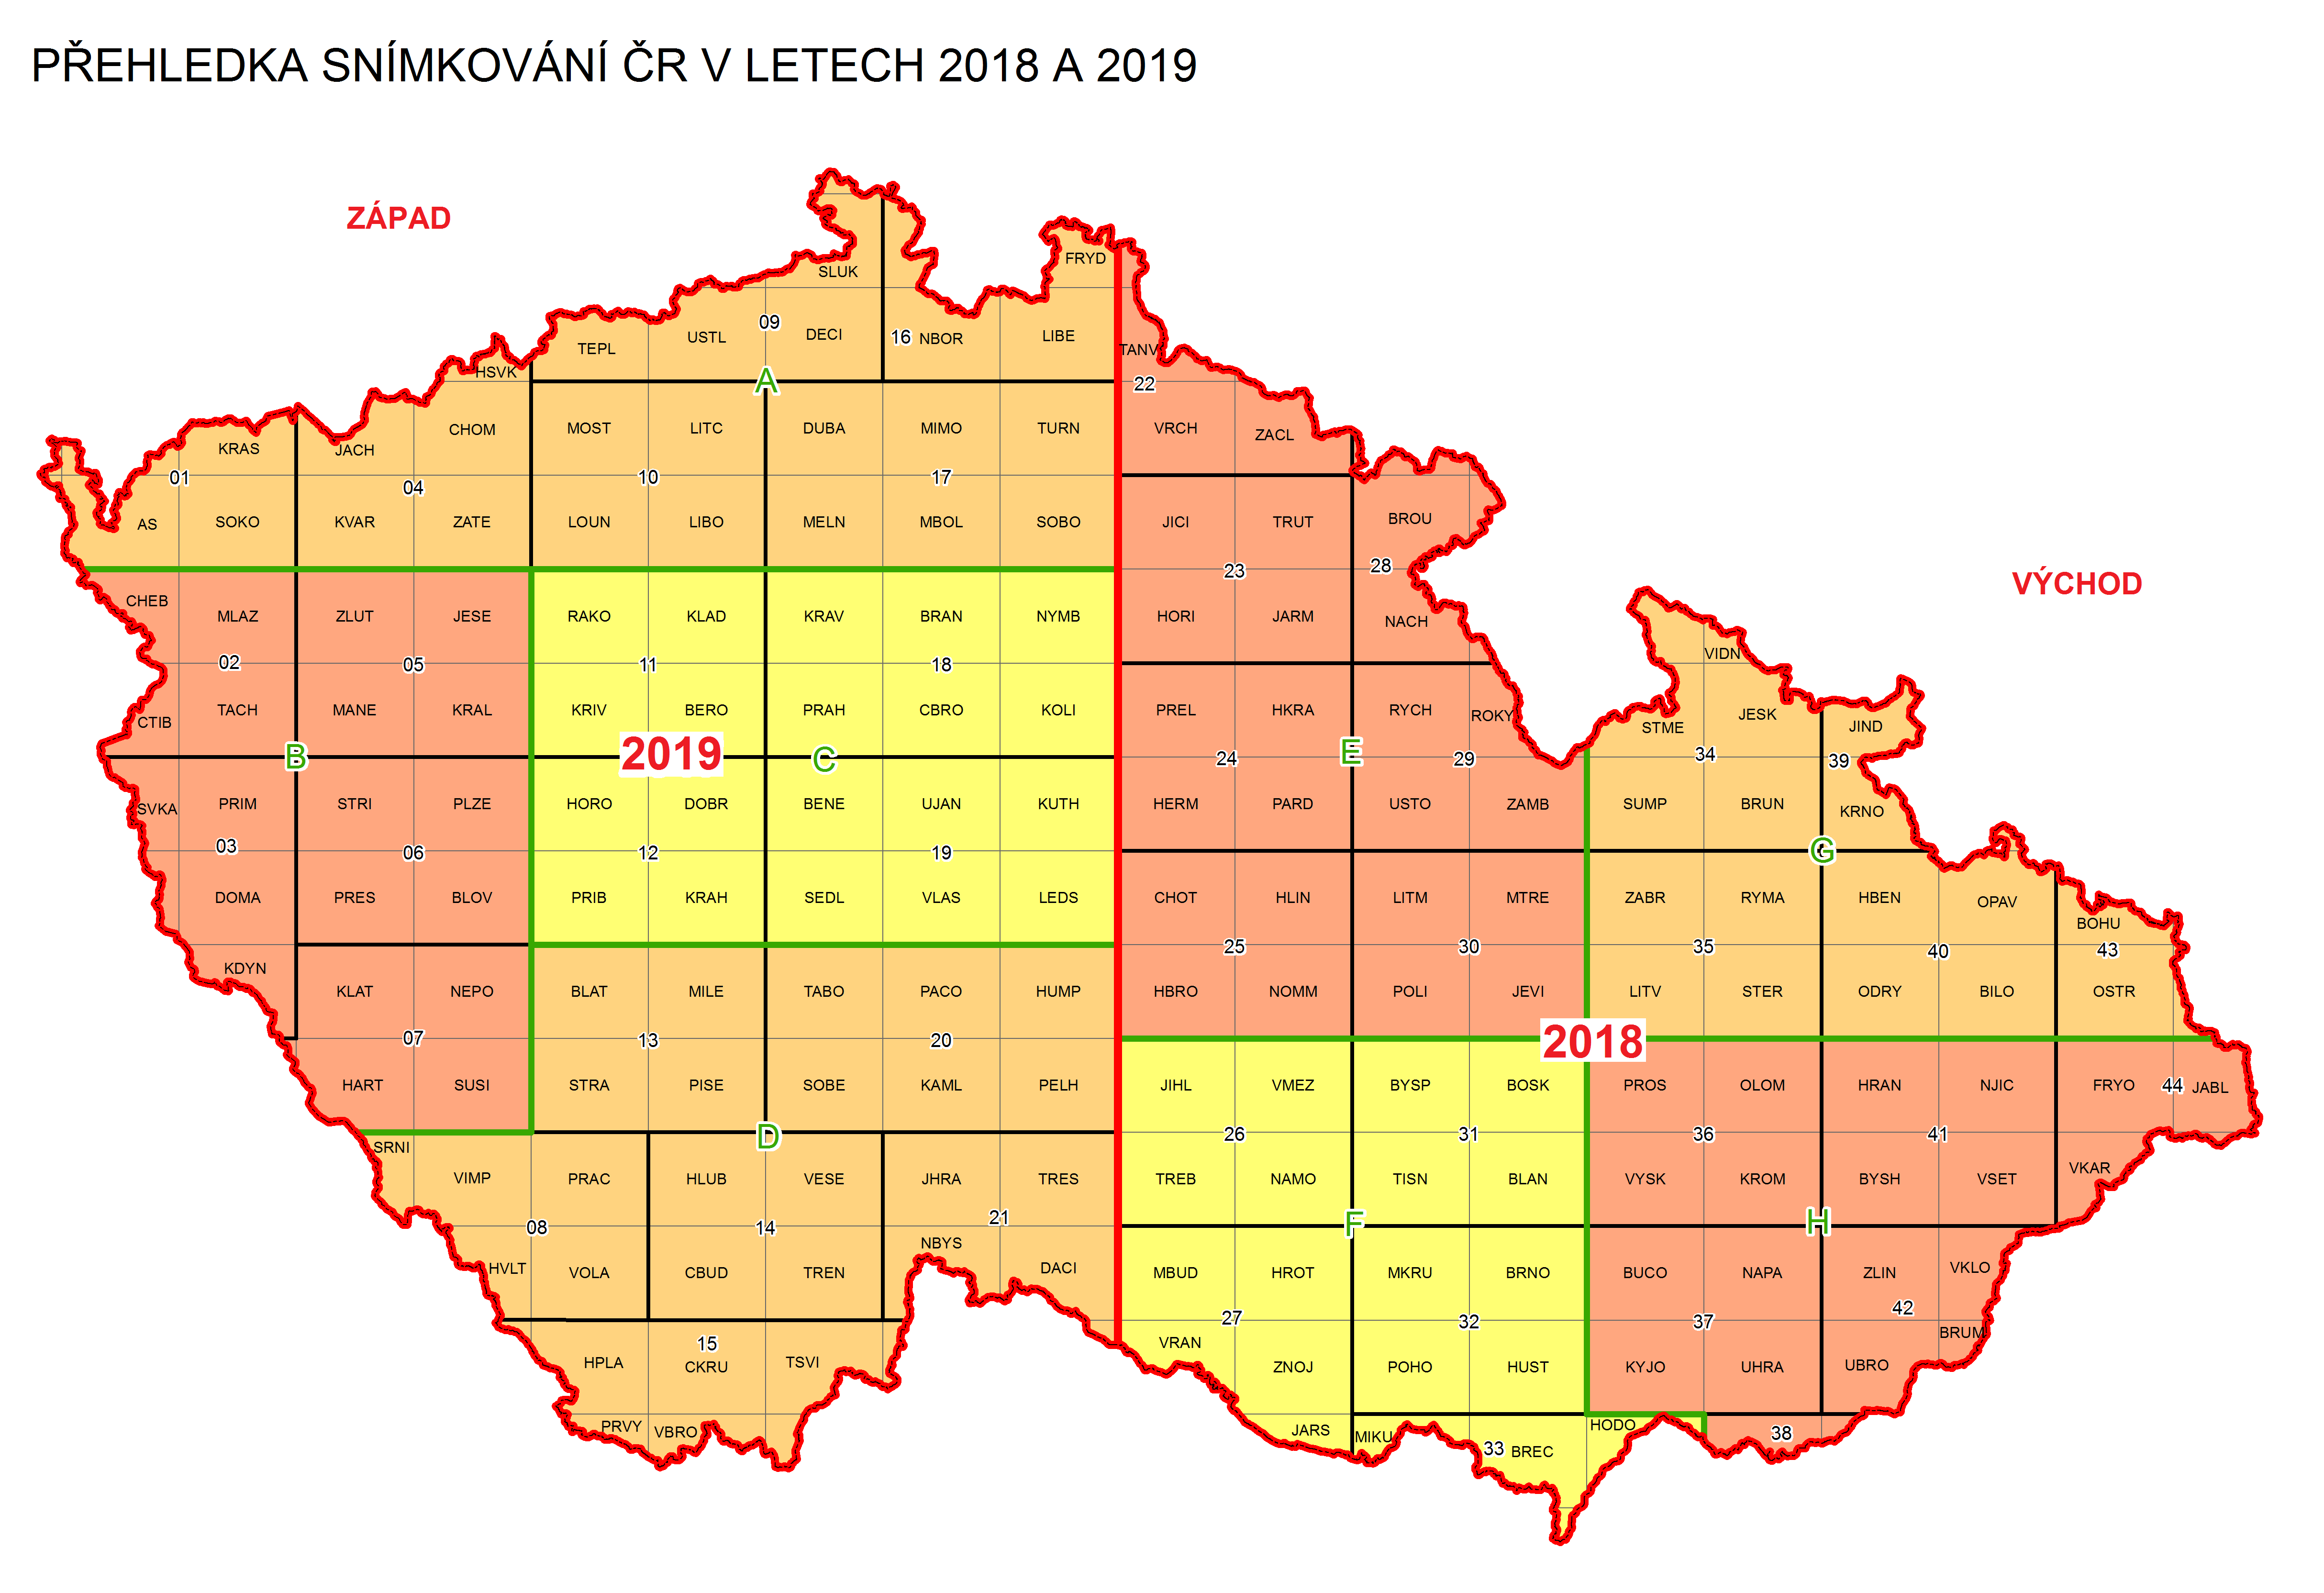 PŘEHLEDKA SNÍMKOVÁNÍ ČR V LETECH 2018 A 2019
ZÁPAD
SLUK
FRYD
09
USTL
DECI
16
NBOR
LIBE
TEPL
TANV
HSVK
A
22
CHOM
MOST
LITC
DUBA
MIMO
TURN
VRCH
ZACL
KRAS
JACH
01
04
10
17
AS
SOKO
KVAR
ZATE
LOUN
LIBO
MELN
MBOL
SOBO
JICI
TRUT
BROU
23
28
VÝCHOD
CHEB
MLAZ
ZLUT
JESE
RAKO
KLAD
KRAV
BRAN
NYMB
HORI
JARM
NACH
02
05
11
18
VIDN
CTIB
TACH
MANE
KRAL
KRIV
BERO
PRAH
CBRO
KOLI
PREL
HKRA
RYCH
ROKY
STME
JESK
JIND
B
2019
C
24
E
29
34
39
SVKA
PRIM
STRI
PLZE
HORO
DOBR
BENE
UJAN
KUTH
HERM
PARD
USTO
ZAMB
SUMP
BRUN
KRNO
03
06
12
19
G
DOMA
PRES
BLOV
PRIB
KRAH
SEDL
VLAS
LEDS
CHOT
HLIN
LITM
MTRE
ZABR
RYMA
HBEN
OPAV
BOHU
25
30
35
40
43
KDYN
KLAT
NEPO
BLAT
MILE
TABO
PACO
HUMP
HBRO
NOMM
POLI
JEVI
LITV
STER
ODRY
BILO
OSTR
07
13
20
2018
HART
SUSI
STRA
PISE
SOBE
KAML
PELH
JIHL
VMEZ
BYSP
BOSK
PROS
OLOM
HRAN
NJIC
FRYO
44
JABL
D
26
31
36
41
SRNI
VIMP
PRAC
HLUB
VESE
JHRA
TRES
TREB
NAMO
TISN
BLAN
VYSK
KROM
BYSH
VSET
VKAR
08
14
21
F
H
NBYS
HVLT
VOLA
CBUD
TREN
DACI
MBUD
HROT
MKRU
BRNO
BUCO
NAPA
ZLIN
VKLO
27
32
37
42
BRUM
15
HPLA
CKRU
TSVI
VRAN
ZNOJ
POHO
HUST
KYJO
UHRA
UBRO
PRVY
VBRO
JARS
MIKU
33
BREC
HODO
38